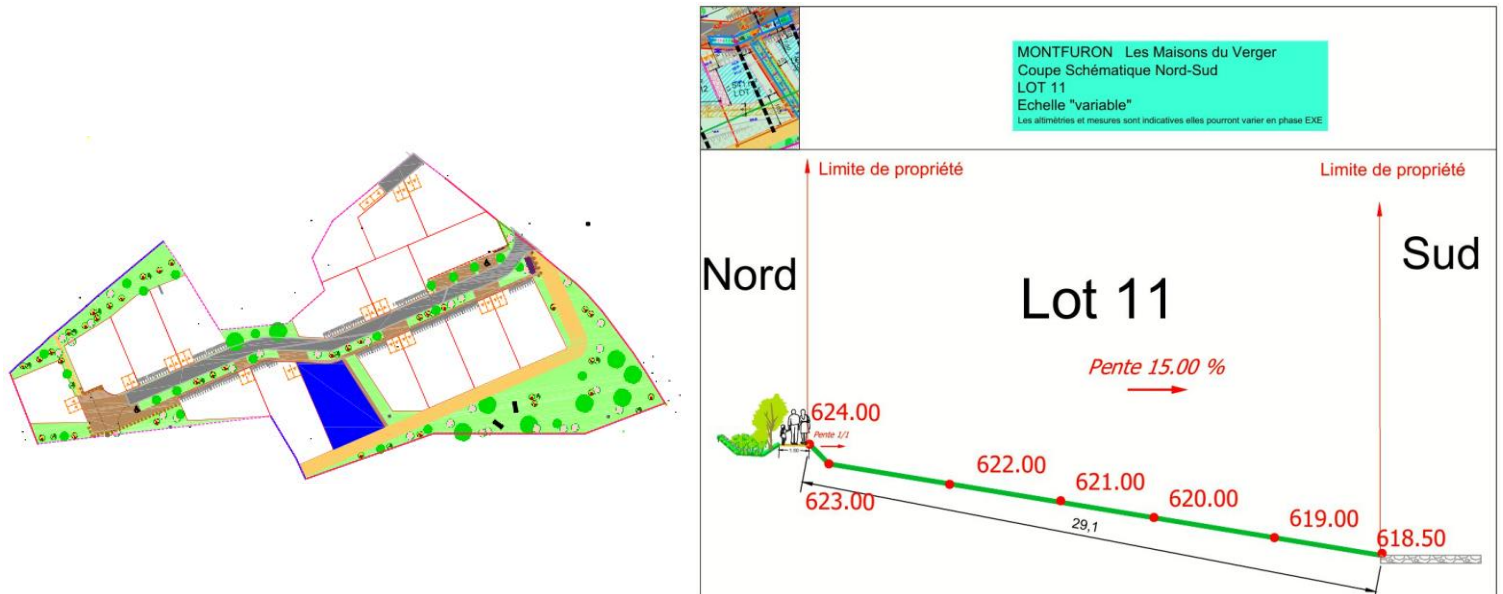 MONTFURON Les Maisons du Verger
Coupe Schématique Nord-Sud
LOT 11
Echelle "variable"
Les altimétries et mesures sont indicatives elles pourront varier en phase EXE
Limite de propriété
Limite de propriété
Nord
Sud
Lot 11
Pente 15.00 %
624.00
Pente 1/1
623.00
622.00
621.00
620.00
619.00
618.50
29,1